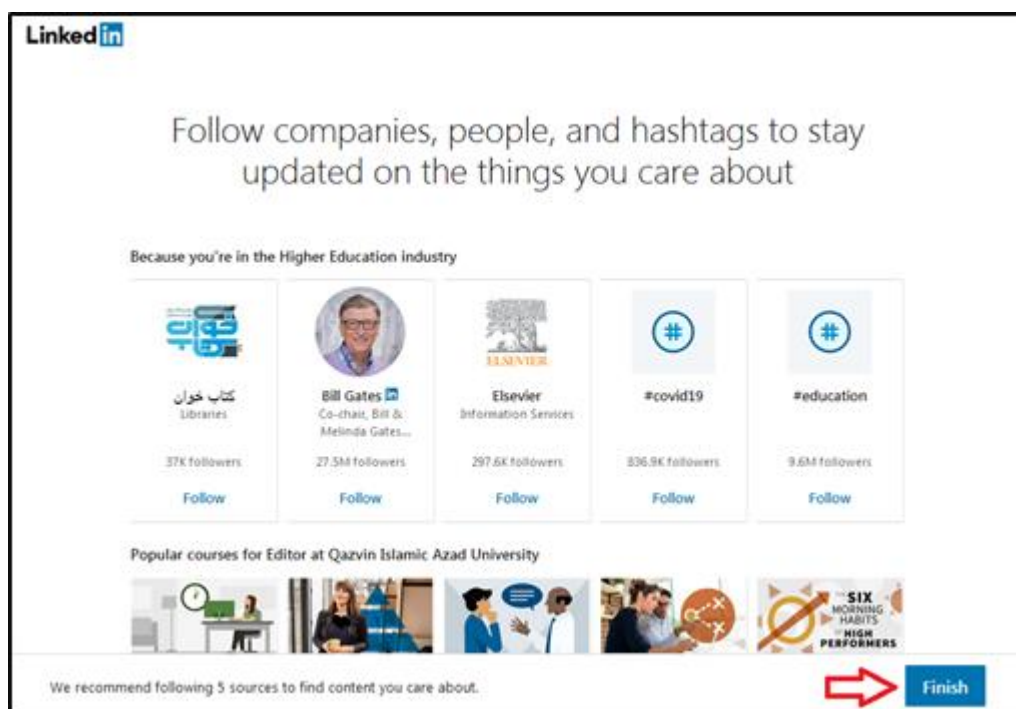 Linked in
Follow companies, people, and hashtags to stay
updated on the things you care about
Because you're in the Higher Education industry
ELSEVIER
کتاب خوان
Libraries
37K followers
Follow
Bill Gates in
Co-chair, Bill &
Melinda Gates...
27.5M followers
Follow
Elsevier
Information Services
297.6K followers
Follow
#covid19
836.9K followers
Follow
#education
9.6M followers
Follow
Popular courses for Editor at Qazvin Islamic Azad University
SIX
MORNING
HABITS
OF HIGH
PERFORMERS
We recommend following 5 sources to find content you care about.
Finish